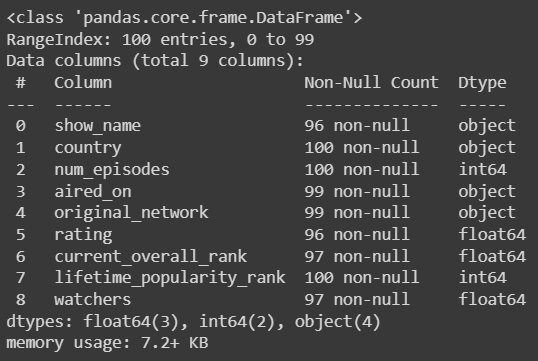 <class 'pandas.core.frame.DataFrame'>
RangeIndex: 100 entries, 0 to 99
Data columns (total 9 columns):
 #   Column                    Non-Null Count  Dtype
---  ------                    --------------  -----
 0   show_name                 96 non-null     object
 1   country                   100 non-null    object
 2   num_episodes              100 non-null    int64
 3   aired_on                  99 non-null     object
 4   original_network          99 non-null     object
 5   rating                    96 non-null     float64
 6   current_overall_rank      97 non-null     float64
 7   lifetime_popularity_rank  100 non-null    int64
 8   watchers                  97 non-null     float64
dtypes: float64(3), int64(2), object(4)
memory usage: 7.2+ KB